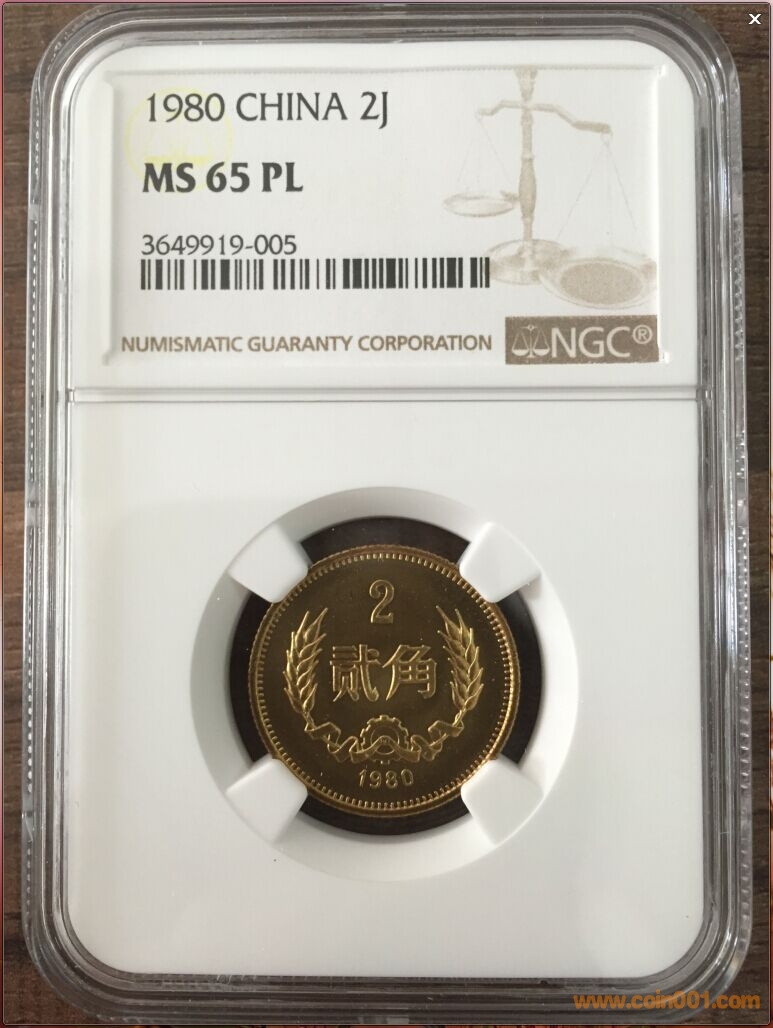 1980 CHINA 2J
MS 65 PL
3649919-005
NUMISMATIC GUARANTY CORPORATION NGC®
2
贰角
1980
www.coin001.com